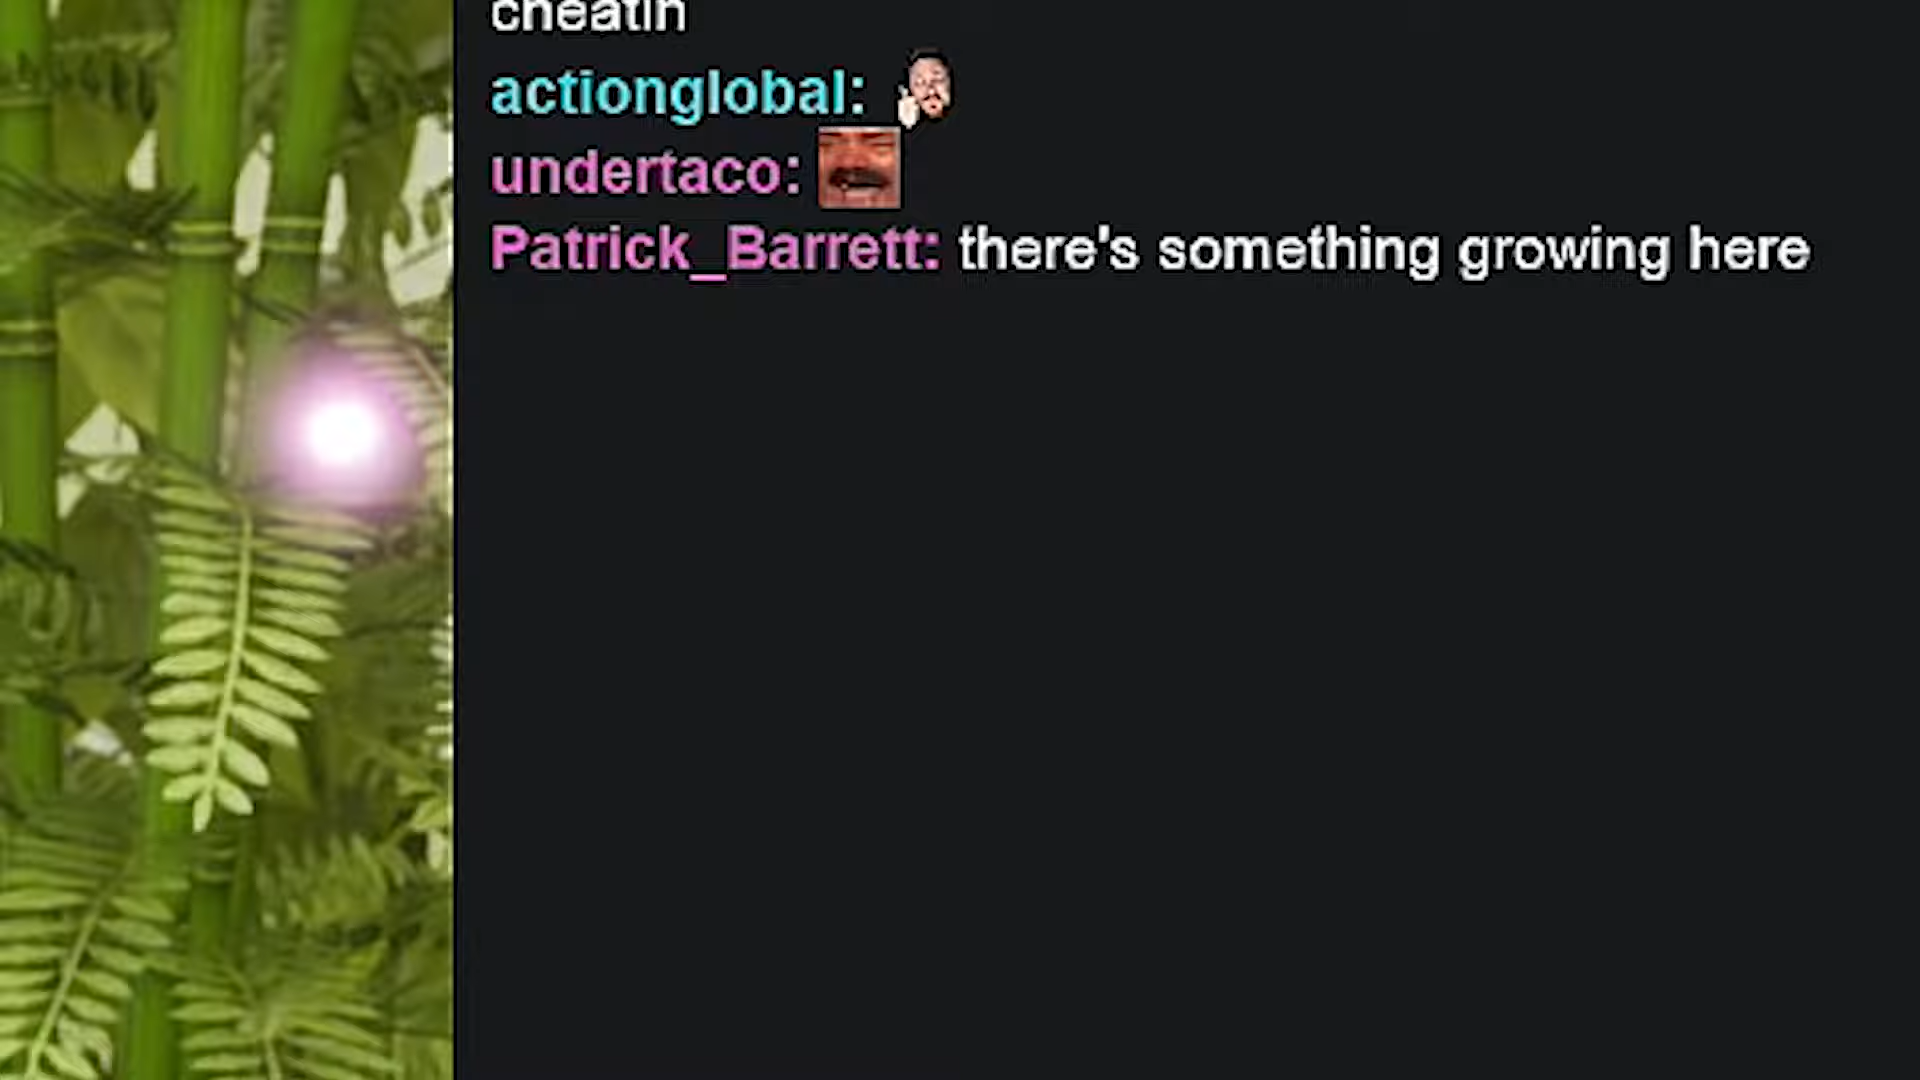 cheatin
actionglobal:
undertaco:
Patrick_Barrett: there's something growing here